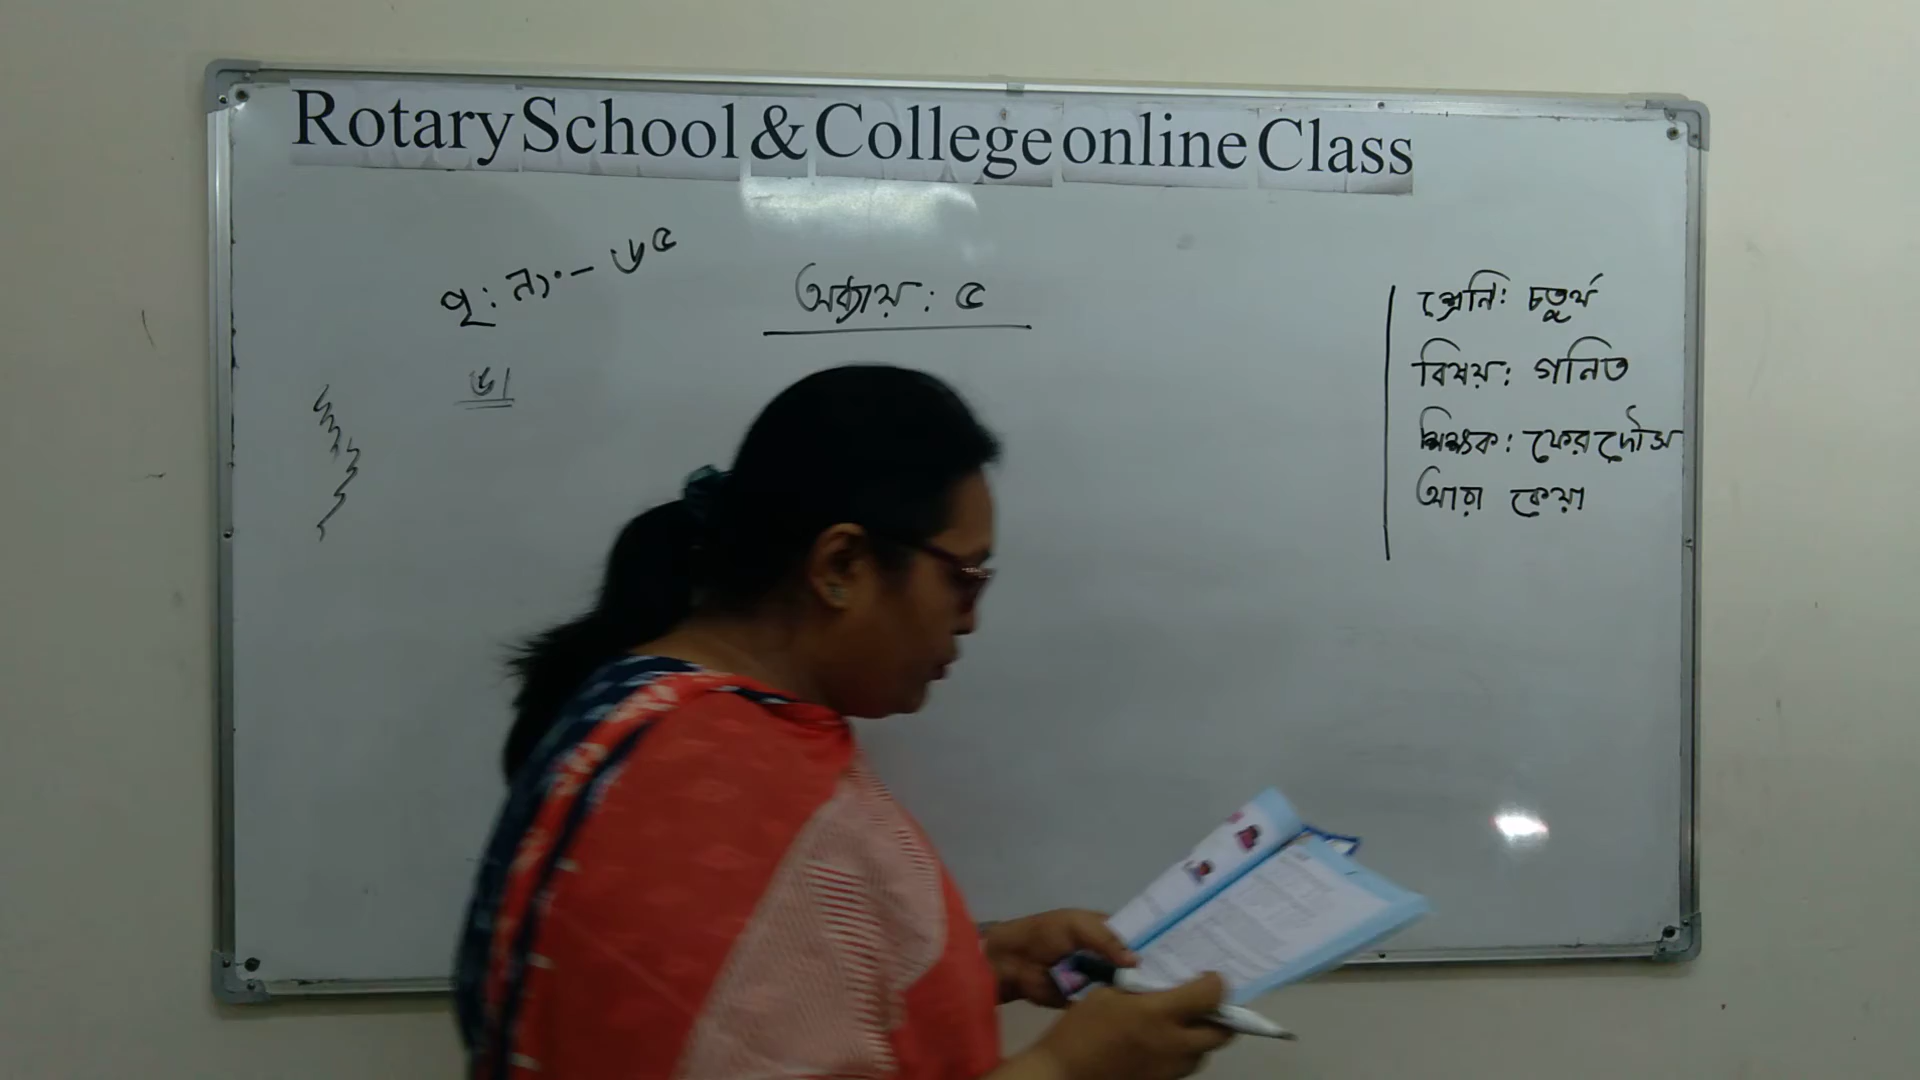 Rotary School & College online Class
পৃ: নং - ৬৫
অধ্যায় : ৫
৬।
শ্রেনি: চতুর্থ
বিষয় : গনিত
শিক্ষক : ফেরদৌস
আরা কেয়া